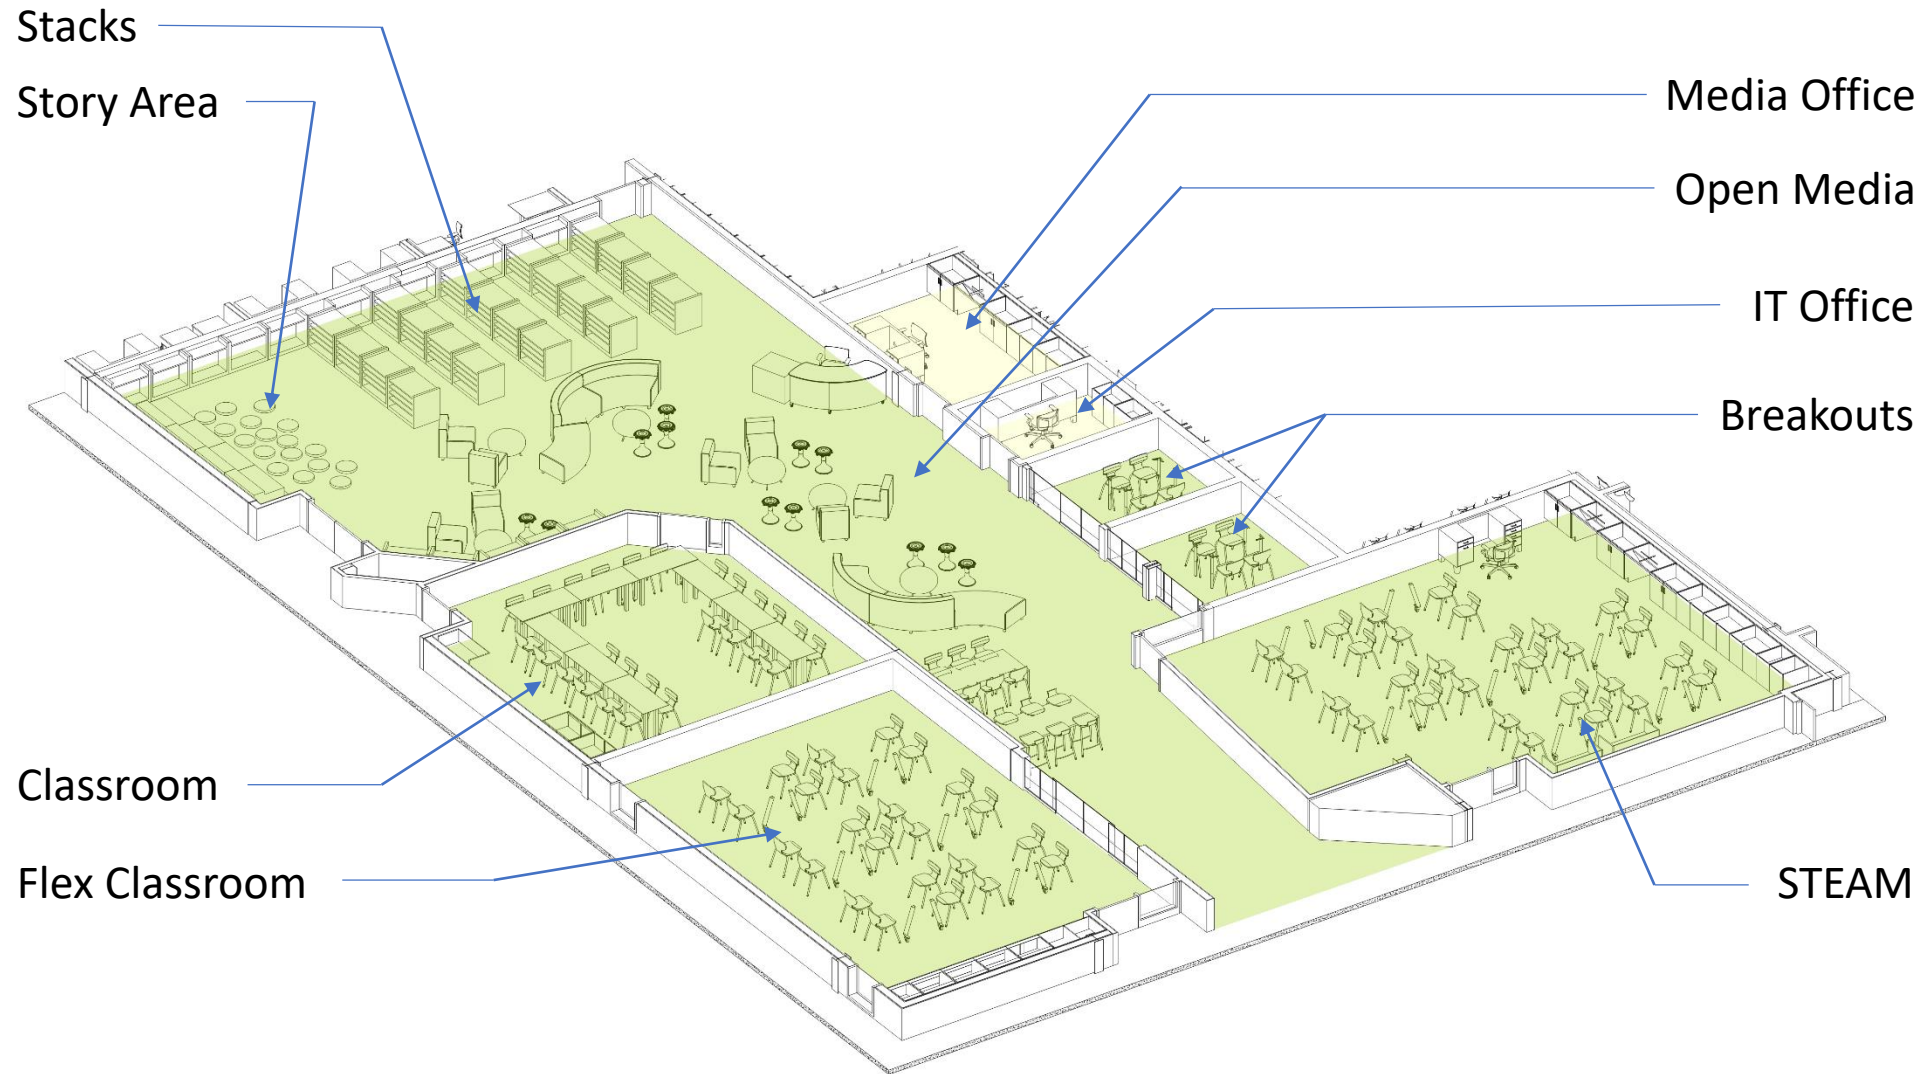 Stacks
Story Area
Media Office
Open Media
IT Office
Breakouts
Classroom
Flex Classroom
STEAM